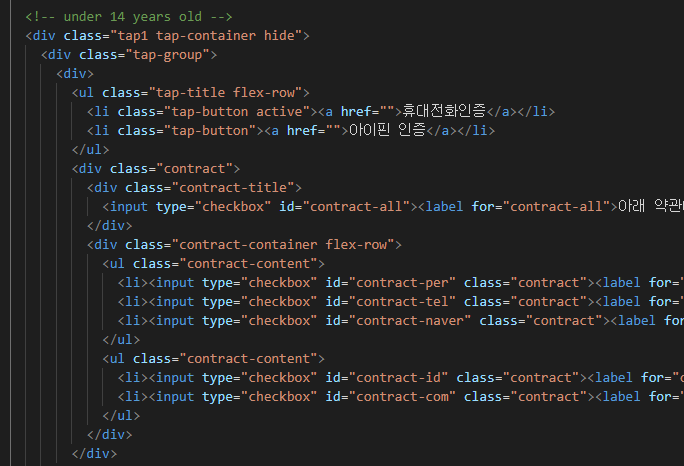 <!-- under 14 years old -->
<div class="tap1 tap-container hide">
<div class="tap-group">
<div>
<ul class="tap-title flex-row">
<li class="tap-button active"><a href="">휴대전화인증</a></li>
<li class="tap-button"><a href="">아이핀 인증</a></li>
</ul>
<div class="contract">
<div class="contract-title">
<input type="checkbox" id="contract-all"><label for="contract-all">아래 약관
</div>
<div class="contract-container flex-row">
<ul class="contract-content">
<li><input type="checkbox" id="contract-per" class="contract"><label for="
<li><input type="checkbox" id="contract-tel" class="contract"><label for="
<li><input type="checkbox" id="contract-naver" class="contract"><label fo
</ul>
<ul class="contract-content">
<li><input type="checkbox" id="contract-id" class="contract"><label for="c
<li><input type="checkbox" id="contract-com" class="contract"><label for="
</ul>
</div>
</div>